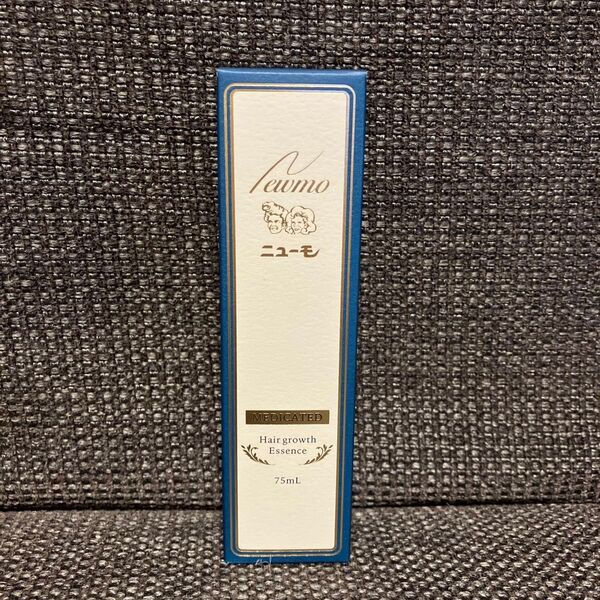 Newmo
ニューモ
MEDICATED
Hair growth
Essence
75mL